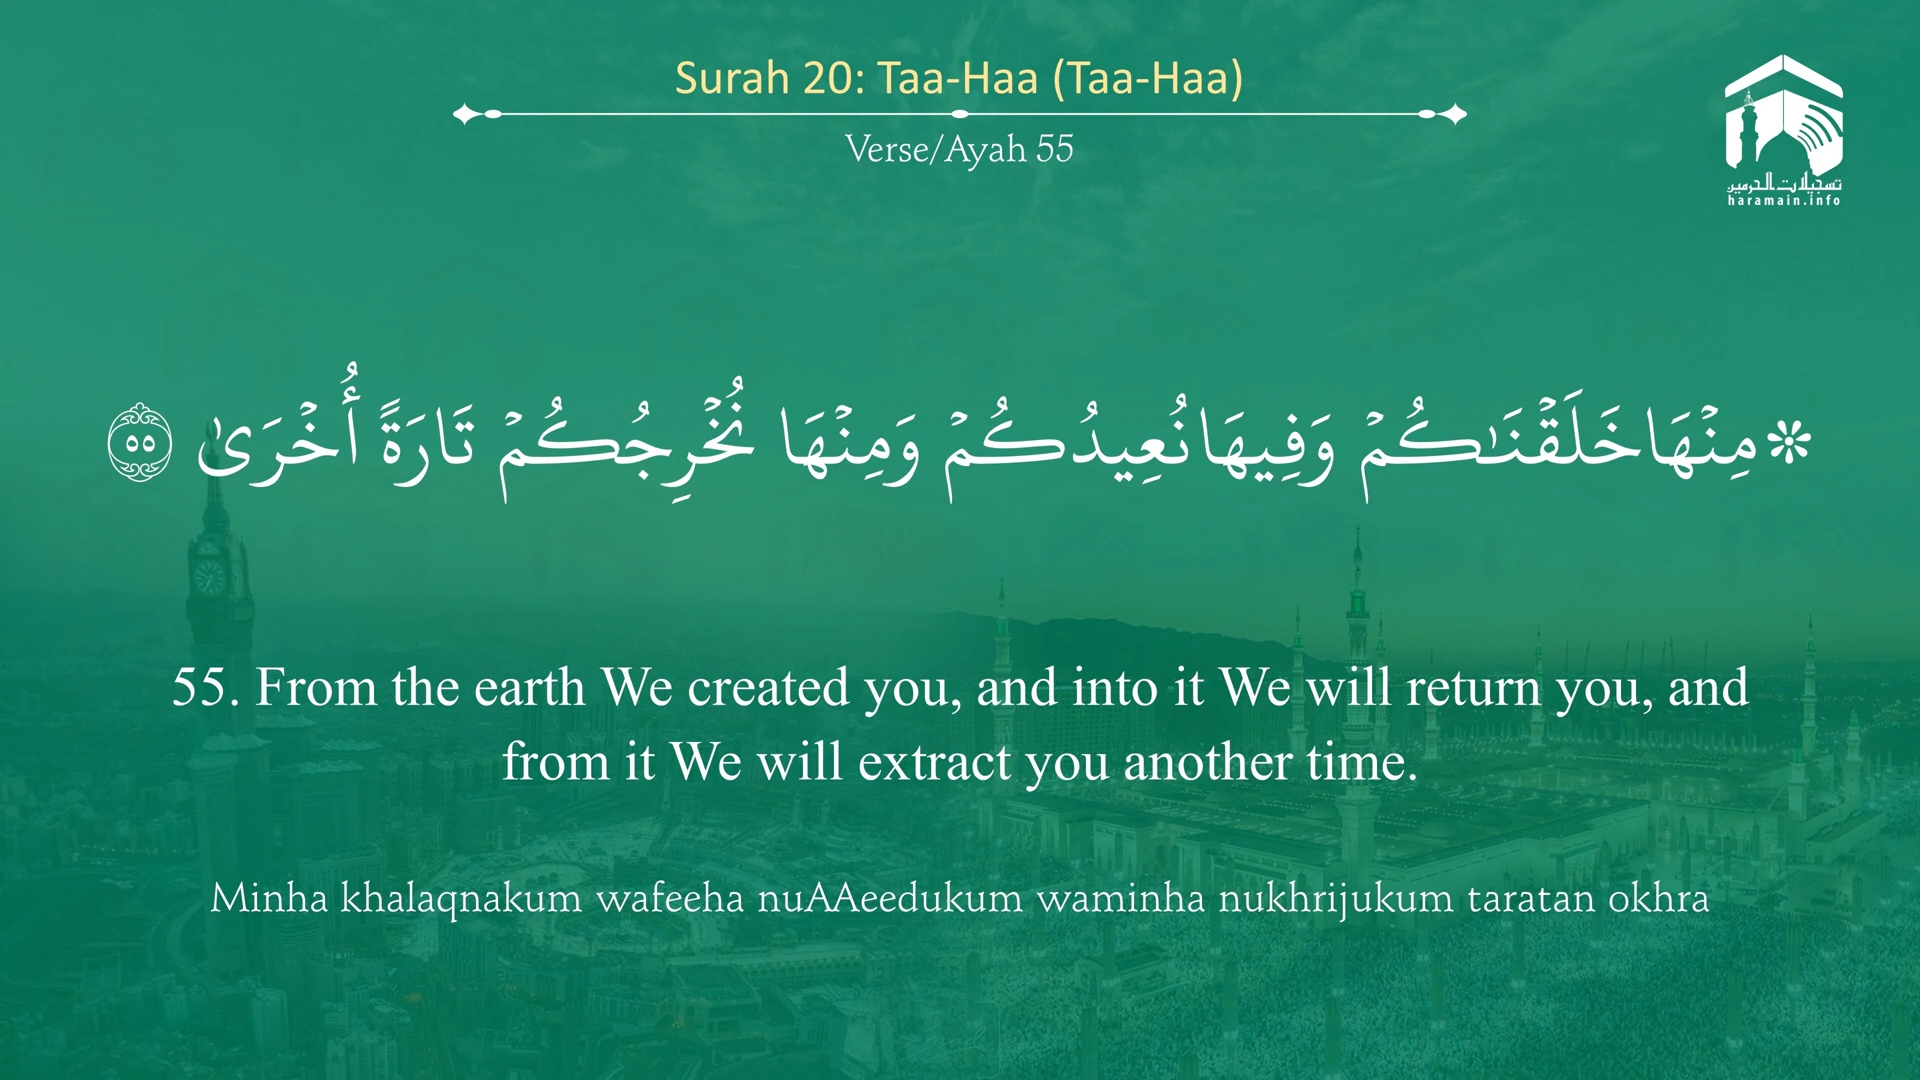 Surah 20: Taa-Haa (Taa-Haa)
Verse/Ayah 55
تسجيلات الحرمين
haramain.info
۞ مِنۡهَا خَلَقۡنَٰكُمۡ وَفِيهَا نُعِيدُكُمۡ وَمِنۡهَا نُخۡرِجُكُمۡ تَارَةً أُخۡرَىٰ ٥٥
55. From the earth We created you, and into it We will return you, and
from it We will extract you another time.
Minha khalaqnakum wafeeha nuAAeedukum waminha nukhrijukum taratan okhra